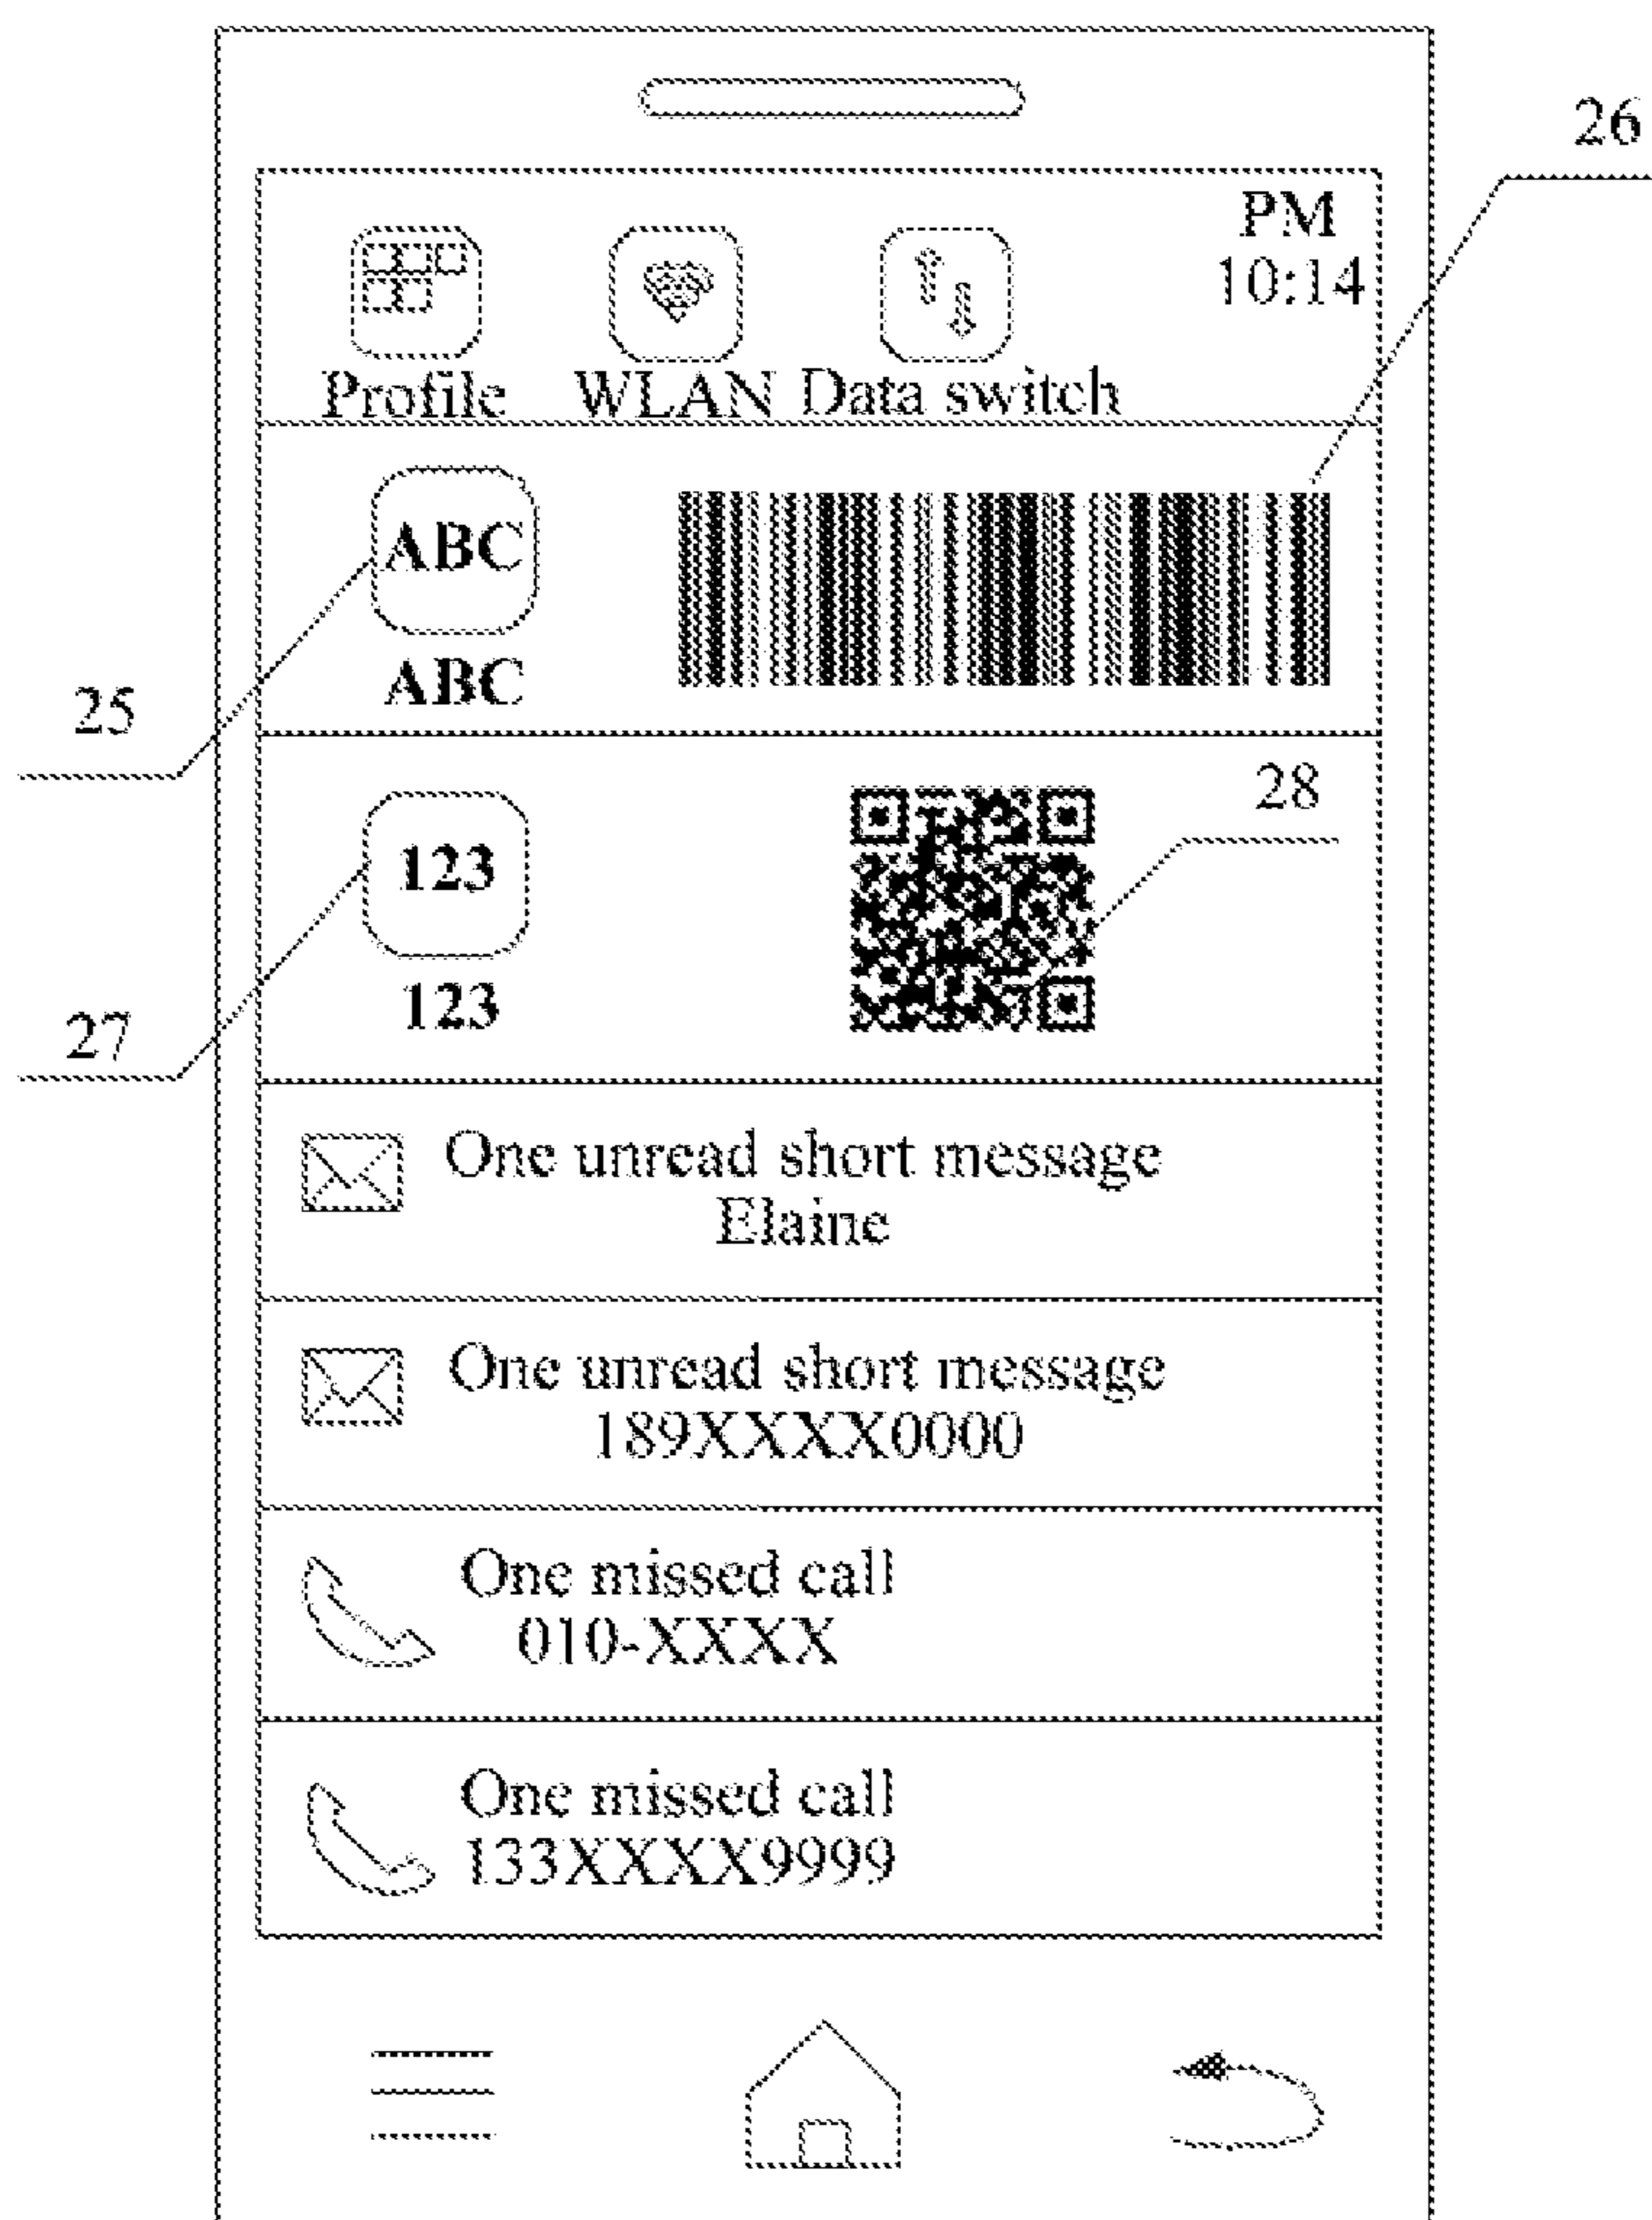 26
PM
10:14
Profile WLAN Data switch
ABC
ABC
25
28
123
123
27
One unread short message
Elaine
One unread short message
189XXXX0000
One missed call
010-XXXX
One missed call
133XXXX9999